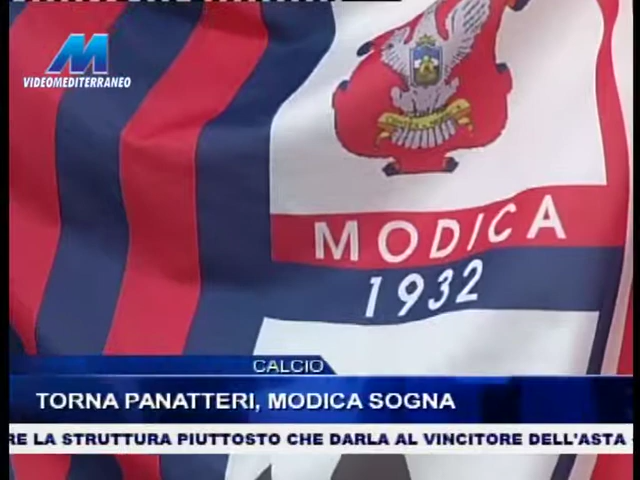 M
VIDEOMEDITERRANEO
MODICA
1932
CALCIO
TORNA PANATTERI, MODICA SOGNA
RE LA STRUTTURA PIUTTOSTO CHE DARLA AL VINCITORE DELL'ASTA -